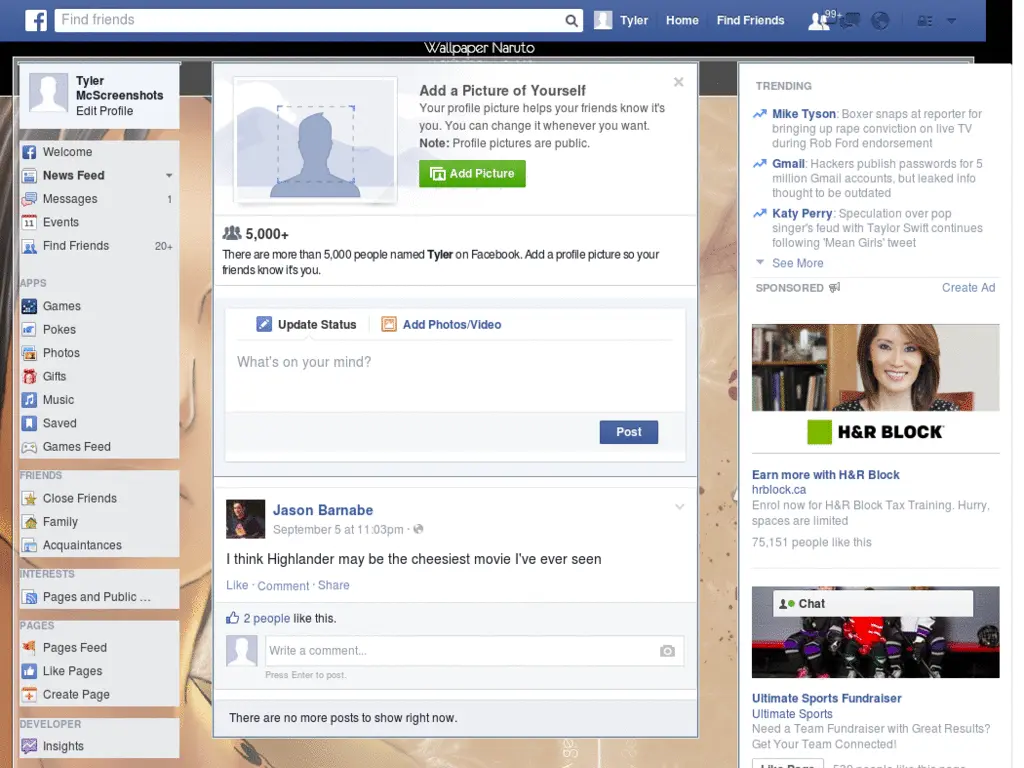 Find friends
Tyler
Home
Find Friends
99+
Wallpaper Naruto
Tyler
McScreenshots
Edit Profile
Welcome
News Feed
Messages 1
Events
Find Friends 20+
APPS
Games
Pokes
Photos
Gifts
Music
Saved
Games Feed
FRIENDS
Close Friends
Family
Acquaintances
INTERESTS
Pages and Public ...
PAGES
Pages Feed
Like Pages
Create Page
DEVELOPER
Insights
Add a Picture of Yourself
Your profile picture helps your friends know it's
you. You can change it whenever you want.
Note: Profile pictures are public.
Add Picture
5,000+
There are more than 5,000 people named Tyler on Facebook. Add a profile picture so your
friends know it's you.
Update Status
Add Photos/Video
What's on your mind?
Post
Jason Barnabe
September 5 at 11:03pm ·
I think Highlander may be the cheesiest movie I've ever seen
Like · Comment · Share
2 people like this.
Write a comment...
Press Enter to post.
There are no more posts to show right now.
TRENDING
Mike Tyson: Boxer snaps at reporter for
bringing up rape conviction on live TV
during Rob Ford endorsement
Gmail: Hackers publish passwords for 5
million Gmail accounts, but leaked info
thought to be outdated
Katy Perry: Speculation over pop
singer's feud with Taylor Swift continues
following 'Mean Girls' tweet
See More
SPONSORED
Create Ad
H&R BLOCK
Earn more with H&R Block
hrblock.ca
Enrol now for H&R Block Tax Training. Hurry,
spaces are limited
75,151 people like this
Chat
Ultimate Sports Fundraiser
Ultimate Sports
Need a Team Fundraiser with Great Results?
Get Your Team Connected!
Like Page